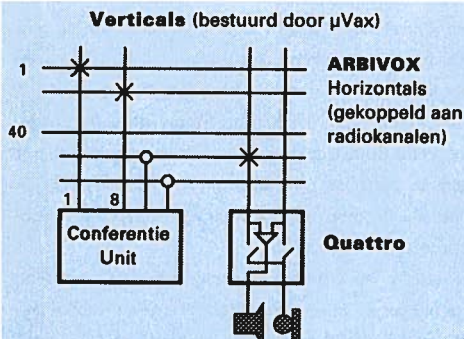 Verticals (bestuurd door µVax)
1
ARBIVOX
Horizontals
(gekoppeld aan
radiokanalen)
40
1 8
Conferentie
Unit
Quattro